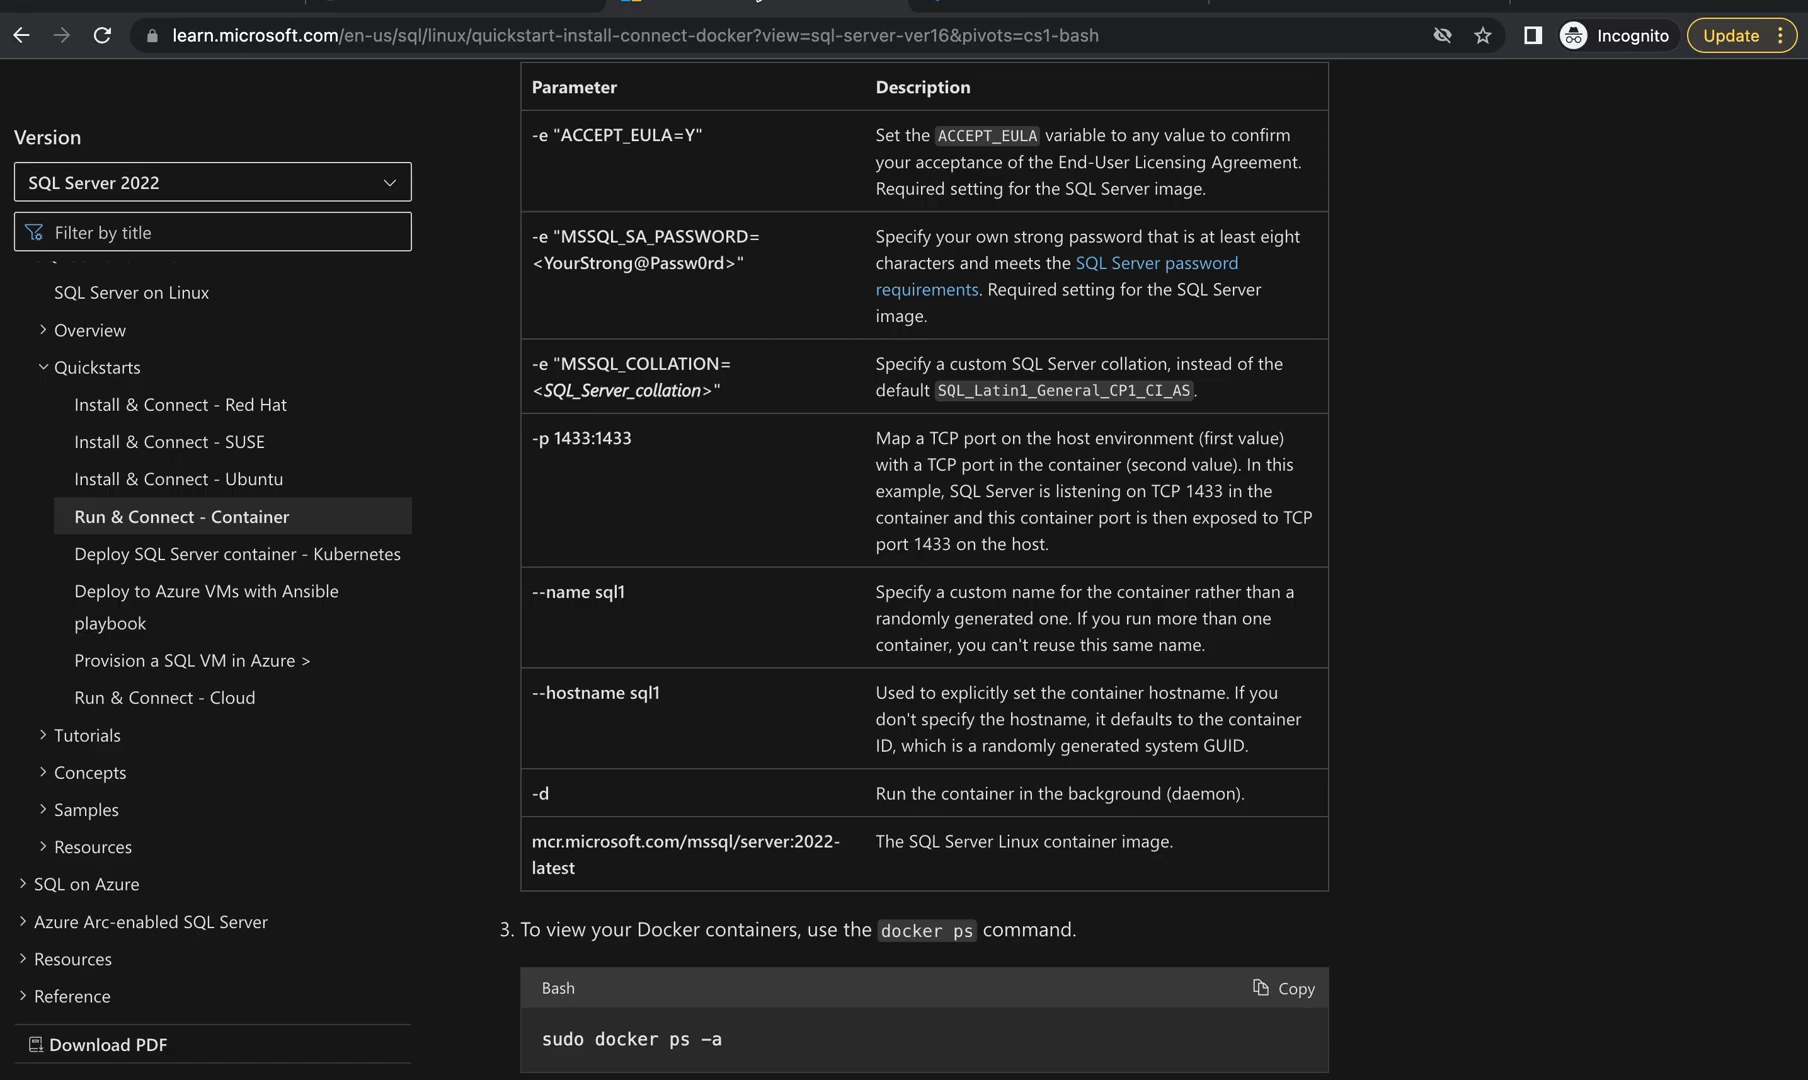 learn.microsoft.com/en-us/sql/linux/quickstart-install-connect-docker?view=sql-server-ver16&pivots=cs1-bash
Incognito
Update
Version
SQL Server 2022
Filter by title
SQL Server on Linux
Overview
Quickstarts
Install & Connect - Red Hat
Install & Connect - SUSE
Install & Connect - Ubuntu
Run & Connect - Container
Deploy SQL Server container - Kubernetes
Deploy to Azure VMs with Ansible
playbook
Provision a SQL VM in Azure >
Run & Connect - Cloud
Tutorials
Concepts
Samples
Resources
SQL on Azure
Azure Arc-enabled SQL Server
Resources
Reference
Download PDF
Parameter
Description
-e "ACCEPT_EULA=Y"
Set the ACCEPT_EULA variable to any value to confirm
your acceptance of the End-User Licensing Agreement.
Required setting for the SQL Server image.
-e "MSSQL_SA_PASSWORD=
<YourStrong@Passw0rd>"
Specify your own strong password that is at least eight
characters and meets the SQL Server password
requirements. Required setting for the SQL Server
image.
-e "MSSQL_COLLATION=
<SQL_Server_collation>"
Specify a custom SQL Server collation, instead of the
default SQL_Latin1_General_CP1_CI_AS.
-p 1433:1433
Map a TCP port on the host environment (first value)
with a TCP port in the container (second value). In this
example, SQL Server is listening on TCP 1433 in the
container and this container port is then exposed to TCP
port 1433 on the host.
--name sql1
Specify a custom name for the container rather than a
randomly generated one. If you run more than one
container, you can't reuse this same name.
--hostname sql1
Used to explicitly set the container hostname. If you
don't specify the hostname, it defaults to the container
ID, which is a randomly generated system GUID.
-d
Run the container in the background (daemon).
mcr.microsoft.com/mssql/server:2022-
latest
The SQL Server Linux container image.
3. To view your Docker containers, use the docker ps command.
Bash
Copy
sudo docker ps -a